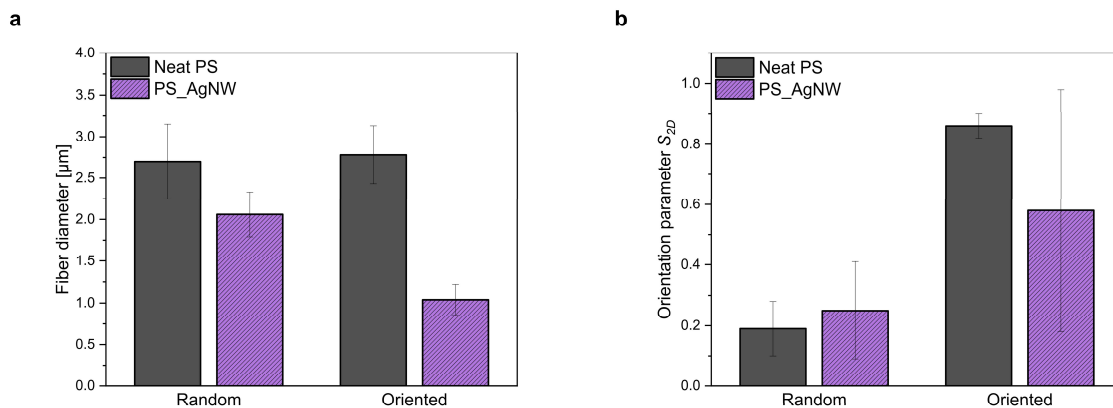 a
Fiber diameter [µm]
4.0
3.5
3.0
2.5
2.0
1.5
1.0
0.5
0.0
Neat PS
PS_AgNW
Random
Oriented
b
Orientation parameter S2D
1.0
0.8
0.6
0.4
0.2
0.0
Neat PS
PS_AgNW
Random
Oriented